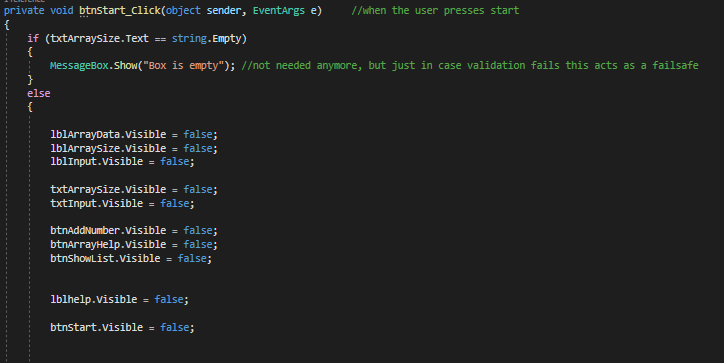 private void btnStart_Click(object sender, EventArgs e)     //when the user presses start
{
    if (txtArraySize.Text == string.Empty)
    {
        MessageBox.Show("Box is empty"); //not needed anymore, but just in case validation fails this acts as a failsafe
    }
    else
    {
        lblArrayData.Visible = false;
        lblArraySize.Visible = false;
        lblInput.Visible = false;
        txtArraySize.Visible = false;
        txtInput.Visible = false;
        btnAddNumber.Visible = false;
        btnArrayHelp.Visible = false;
        btnShowList.Visible = false;
        lblhelp.Visible = false;
        btnStart.Visible = false;